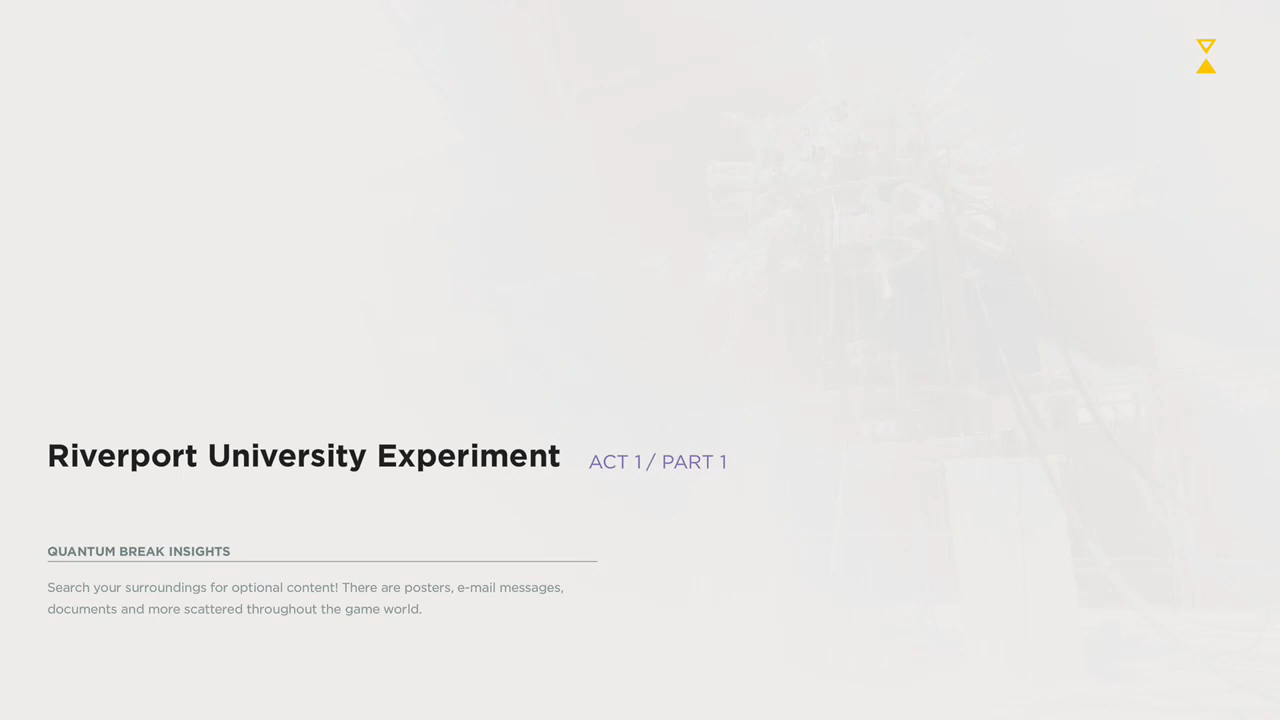 Riverport University Experiment ACT 1 / PART 1
QUANTUM BREAK INSIGHTS
Search your surroundings for optional content! There are posters, e-mail messages,
documents and more scattered throughout the game world.